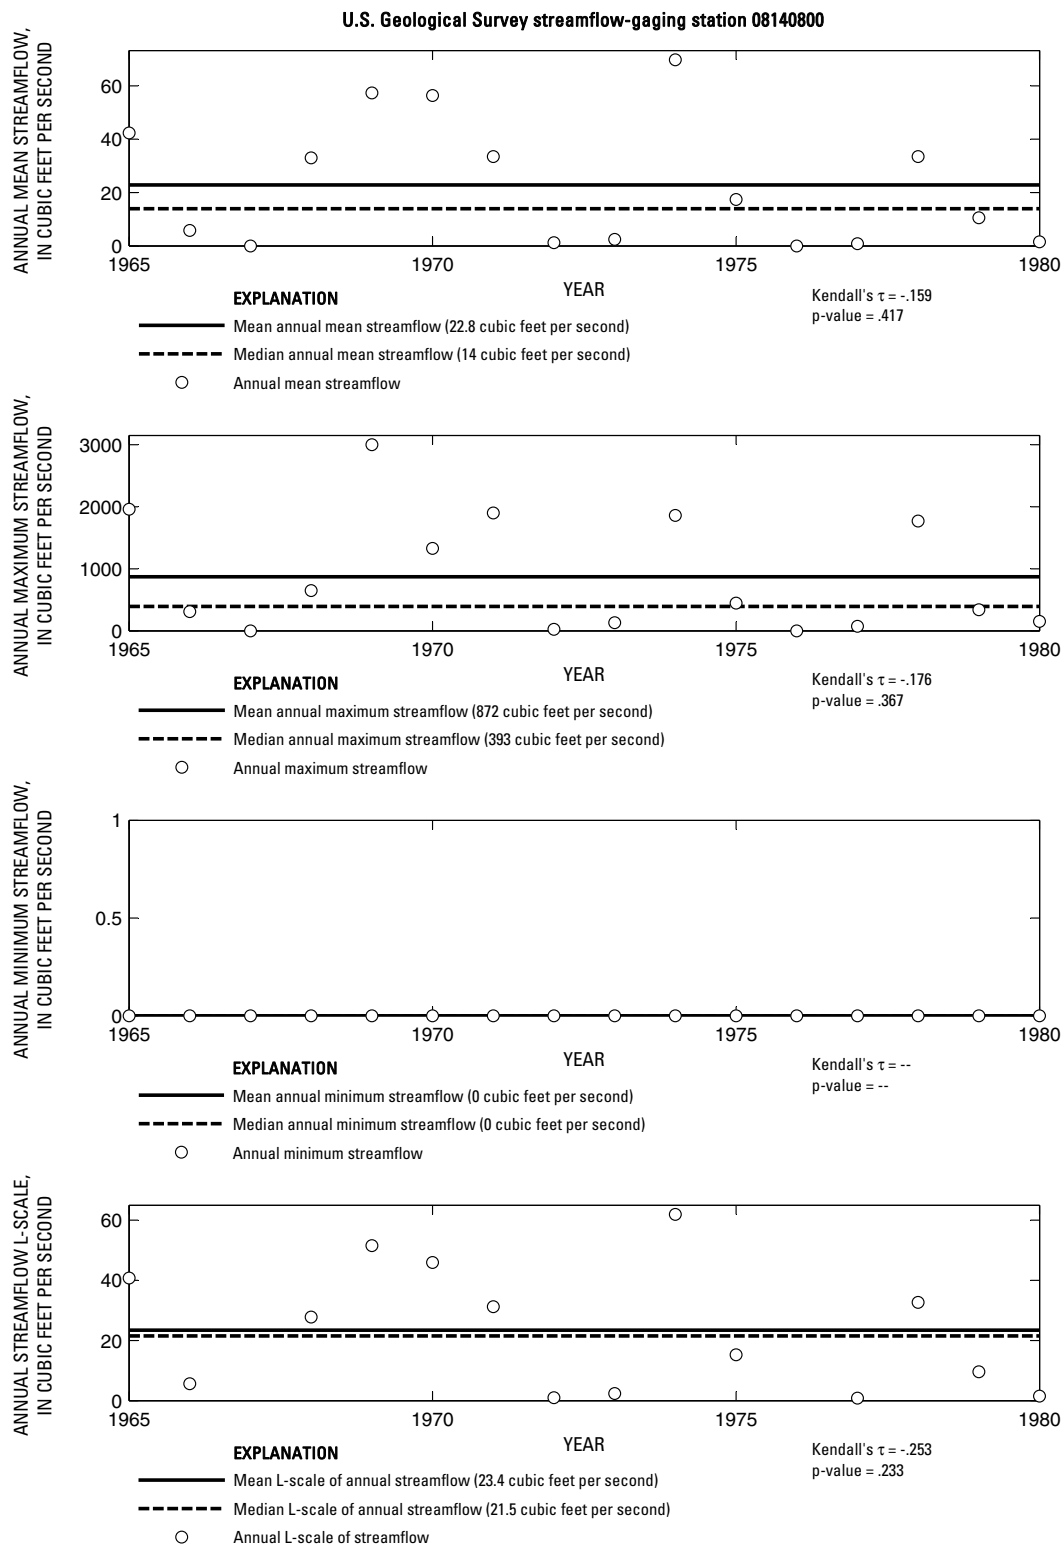 U.S. Geological Survey streamflow-gaging station 08140800
ANNUAL MEAN STREAMFLOW,
IN CUBIC FEET PER SECOND
60
40
20
0
1965 1970 1975 1980
YEAR
EXPLANATION
Mean annual mean streamflow (22.8 cubic feet per second)
Median annual mean streamflow (14 cubic feet per second)
Annual mean streamflow
Kendall's τ = -.159
p-value = .417
ANNUAL MAXIMUM STREAMFLOW,
IN CUBIC FEET PER SECOND
3000
2000
1000
0
1965 1970 1975 1980
YEAR
EXPLANATION
Mean annual maximum streamflow (872 cubic feet per second)
Median annual maximum streamflow (393 cubic feet per second)
Annual maximum streamflow
Kendall's τ = -.176
p-value = .367
ANNUAL MINIMUM STREAMFLOW,
IN CUBIC FEET PER SECOND
1
0.5
0
1965 1970 1975 1980
YEAR
EXPLANATION
Mean annual minimum streamflow (0 cubic feet per second)
Median annual minimum streamflow (0 cubic feet per second)
Annual minimum streamflow
Kendall's τ = --
p-value = --
ANNUAL STREAMFLOW L-SCALE,
IN CUBIC FEET PER SECOND
60
40
20
0
1965 1970 1975 1980
YEAR
EXPLANATION
Mean L-scale of annual streamflow (23.4 cubic feet per second)
Median L-scale of annual streamflow (21.5 cubic feet per second)
Annual L-scale of streamflow
Kendall's τ = -.253
p-value = .233